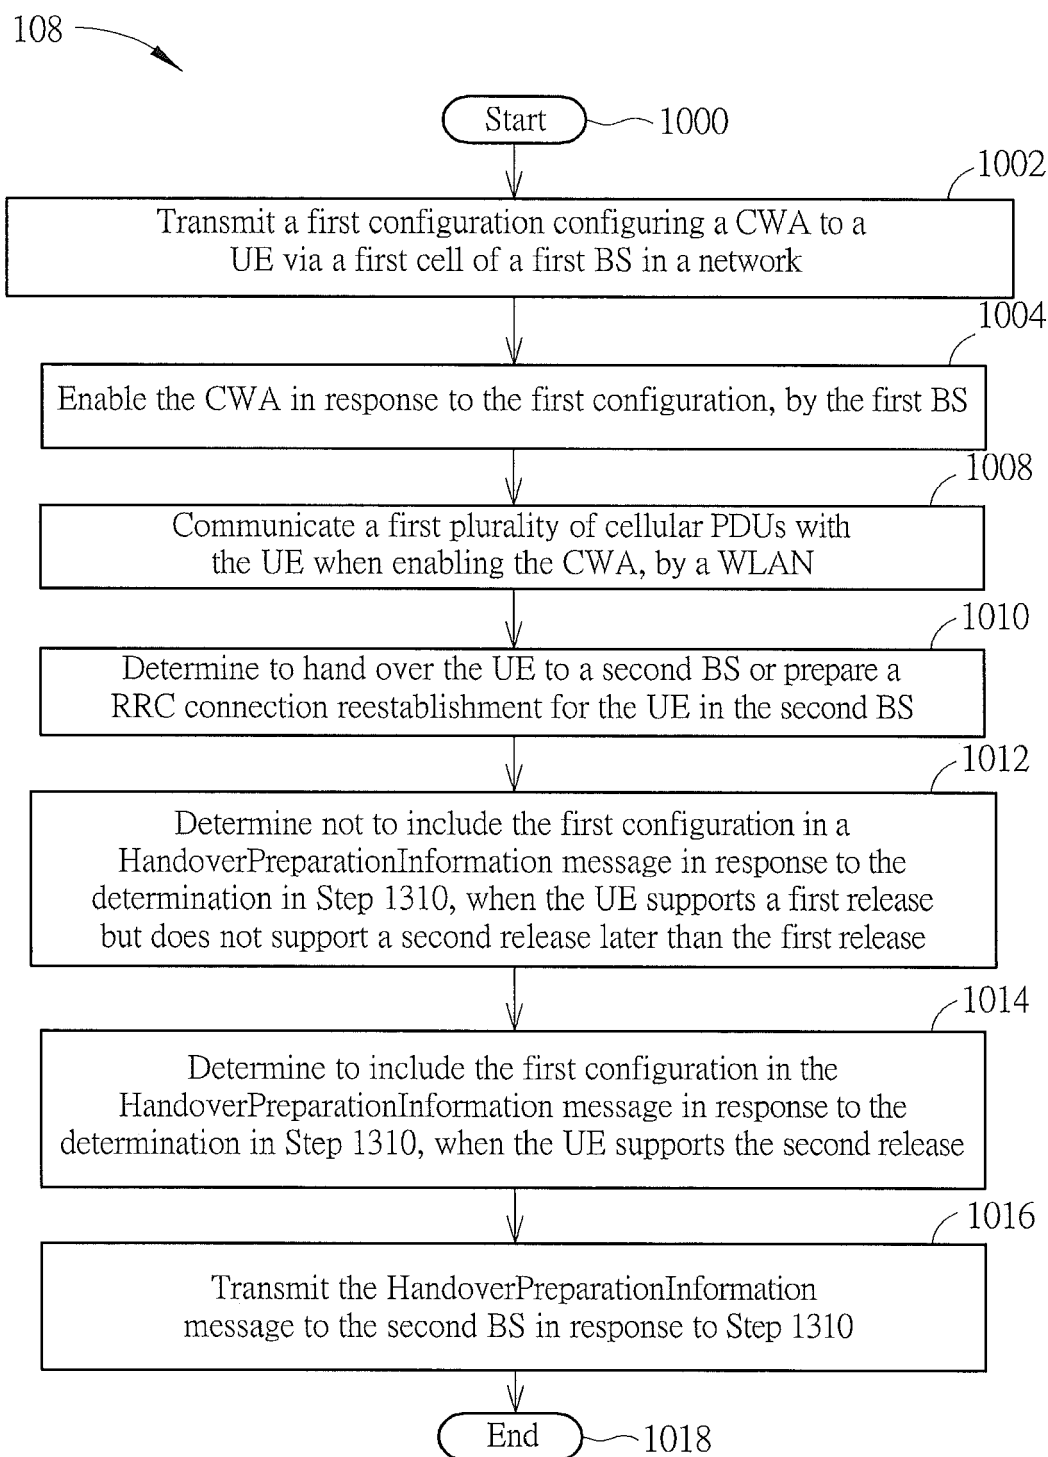 108
Start
1000
1002
Transmit a first configuration configuring a CWA to a
UE via a first cell of a first BS in a network
1004
Enable the CWA in response to the first configuration, by the first BS
1008
Communicate a first plurality of cellular PDUs with
the UE when enabling the CWA, by a WLAN
1010
Determine to hand over the UE to a second BS or prepare a
RRC connection reestablishment for the UE in the second BS
1012
Determine not to include the first configuration in a
HandoverPreparationInformation message in response to the
determination in Step 1310, when the UE supports a first release
but does not support a second release later than the first release
1014
Determine to include the first configuration in the
HandoverPreparationInformation message in response to the
determination in Step 1310, when the UE supports the second release
1016
Transmit the HandoverPreparationInformation
message to the second BS in response to Step 1310
End
1018